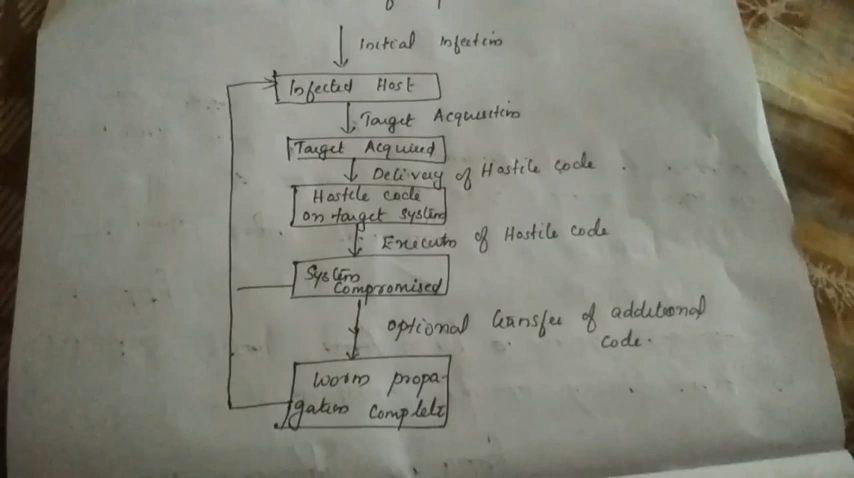 Initial Infection
Infected Host
Target Acquisition
Target Acquired
Delivery of Hostile code
Hostile code
on target system
Execution of Hostile code
System
Compromised
optional transfer of additional
code.
worm propa-
gation complete